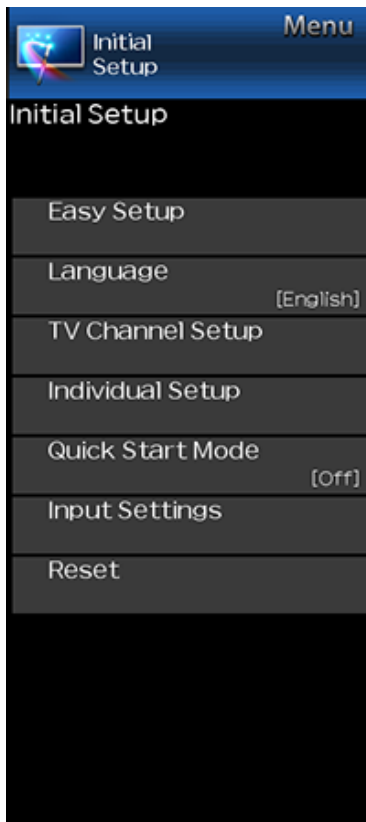 Menu
Initial
Setup
Initial Setup
Easy Setup
Language
[English]
TV Channel Setup
Individual Setup
Quick Start Mode
[Off]
Input Settings
Reset